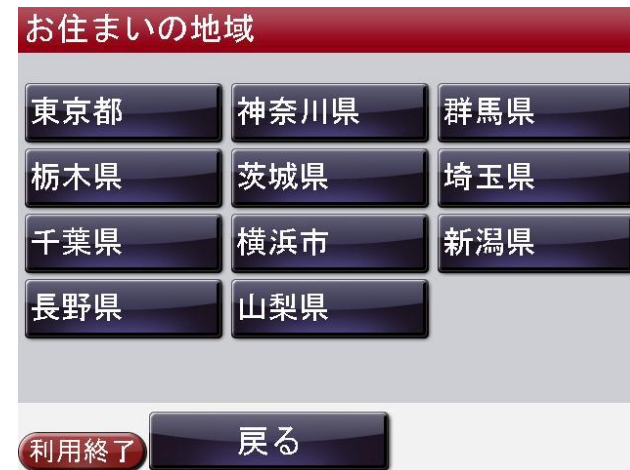 お住まいの地域
東京都 神奈川県 群馬県
栃木県 茨城県 埼玉県
千葉県 横浜市 新潟県
長野県 山梨県
利用終了 戻る